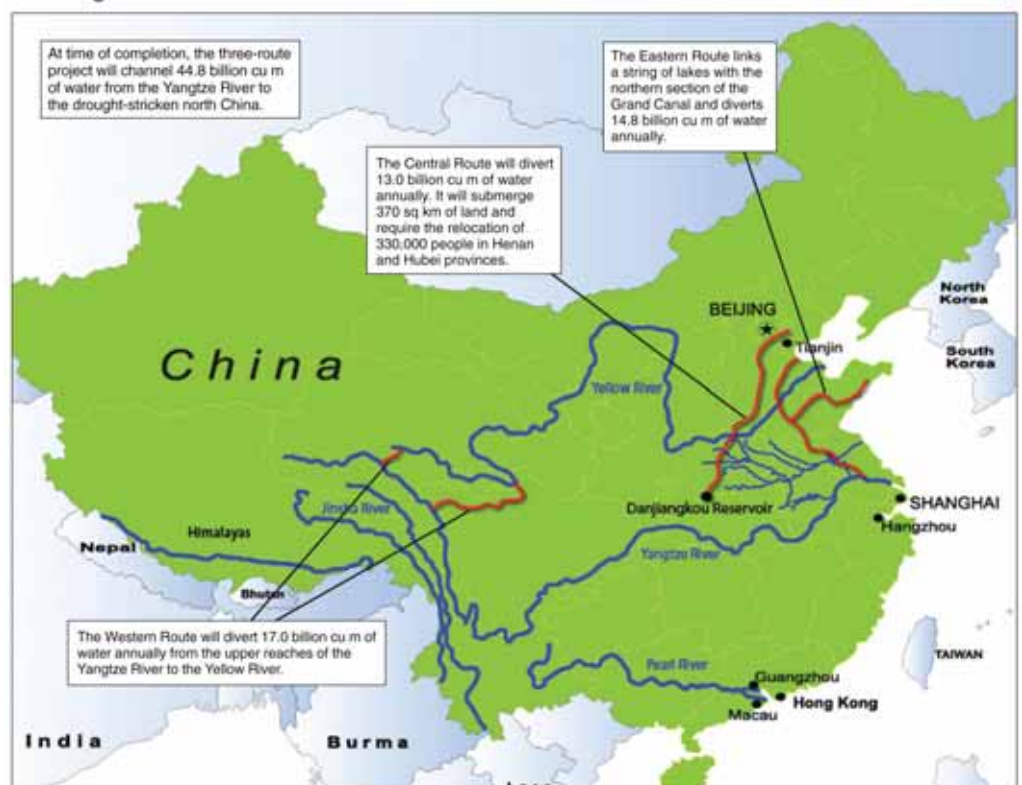 At time of completion, the three-route
project will channel 44.8 billion cu m
of water from the Yangtze River to
the drought-stricken north China.
The Eastern Route links
a string of lakes with the
northern section of the
Grand Canal and diverts
14.8 billion cu m of water
annually.
The Central Route will divert
13.0 billion cu m of water
annually. It will submerge
370 sq km of land and
require the relocation of
330,000 people in Henan
and Hubei provinces.
North
Korea
BEIJING
Tianjin
South
Korea
China
Yellow River
Danjiangkou Reservoir
SHANGHAI
Hangzhou
Jinsha River
Himalayas
Yangtze River
Nepal
Bhutan
The Western Route will divert 17.0 billion cu m of
water annually from the upper reaches of the
Yangtze River to the Yellow River.
TAIWAN
Pearl River
Guangzhou
Hong Kong
Macau
India
Burma